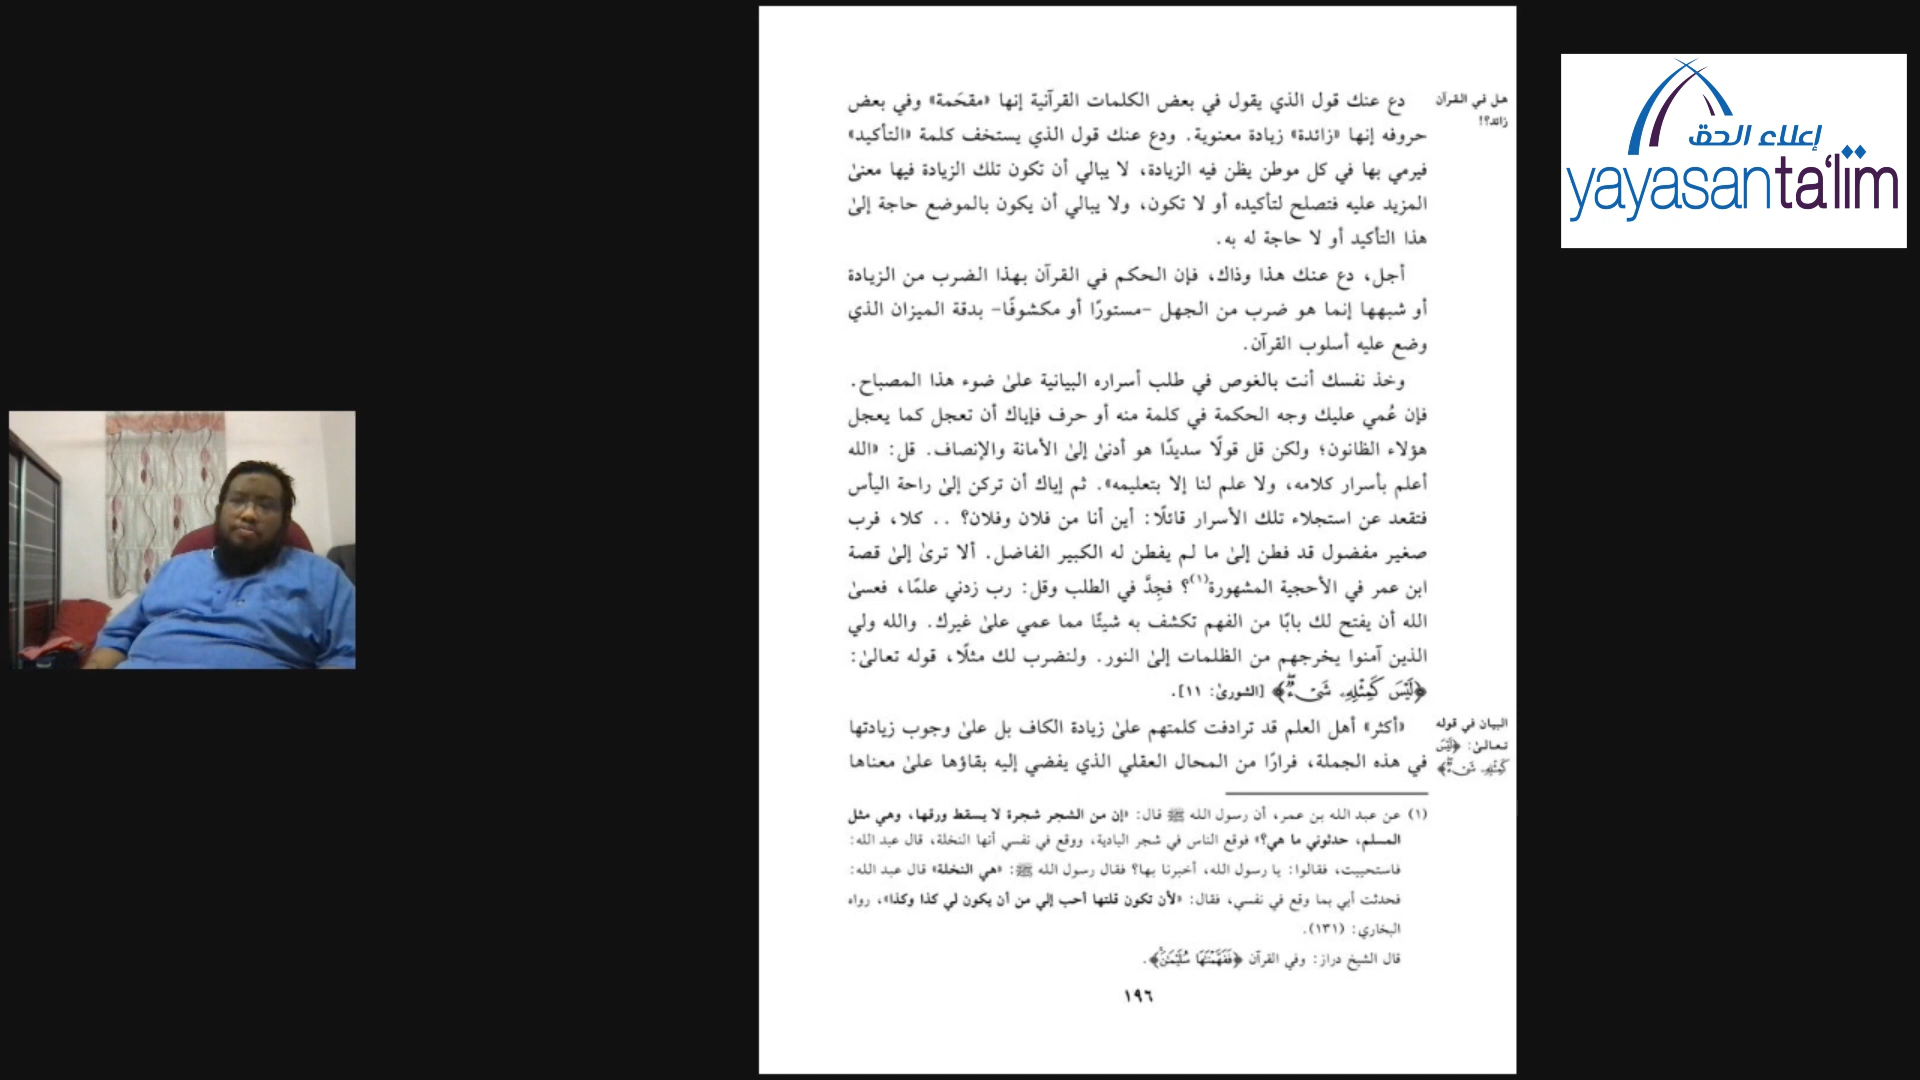 هل في القرآن
زائد؟!
دع عنك قول الذي يقول في بعض الكلمات القرآنية إنها «مقحَمة» وفي بعض
حروفه إنها «زائدة» زيادة معنوية. ودع عنك قول الذي يستخف كلمة «التأكيد»
فيرمي بها في كل موطن يظن فيه الزيادة، لا يبالي أن تكون تلك الزيادة فيها معنىٰ
المزيد عليه فتصلح لتأكيده أو لا تكون، ولا يبالي أن يكون بالموضع حاجة إلىٰ
هذا التأكيد أو لا حاجة له به.
أجل، دع عنك هذا وذاك، فإن الحكم في القرآن بهذا الضرب من الزيادة
أو شبهها إنما هو ضرب من الجهل -مستورًا أو مكشوفًا- بدقة الميزان الذي
وضع عليه أسلوب القرآن.
وخذ نفسك أنت بالغوص في طلب أسراره البيانية علىٰ ضوء هذا المصباح.
فإن عُمي عليك وجه الحكمة في كلمة منه أو حرف فإياك أن تعجل كما يعجل
هؤلاء الظانون؛ ولكن قل قولًا سديدًا هو أدنىٰ إلىٰ الأمانة والإنصاف. قل: «الله
أعلم بأسرار كلامه، ولا علم لنا إلا بتعليمه». ثم إياك أن تركن إلىٰ راحة اليأس
فتقعد عن استجلاء تلك الأسرار قائلًا: أين أنا من فلان وفلان؟ .. كلا، فرب
صغير مفضول قد فطن إلىٰ ما لم يفطن له الكبير الفاضل. ألا ترىٰ إلىٰ قصة
ابن عمر في الأحجية المشهورة(١)؟ فجِدَّ في الطلب وقل: رب زدني علمًا، فعسىٰ
الله أن يفتح لك بابًا من الفهم تكشف به شيئًا مما عمي علىٰ غيرك. والله ولي
الذين آمنوا يخرجهم من الظلمات إلىٰ النور. ولنضرب لك مثلًا، قوله تعالىٰ:
﴿لَيْسَ كَمِثْلِهِۦ شَىْءٌۖ﴾ [الشورىٰ: ١١].
البيان في قوله
تعالىٰ: ﴿لَيْسَ
كَمِثْلِهِۦ شَىْءٌۖ﴾
«أكثر» أهل العلم قد ترادفت كلمتهم علىٰ زيادة الكاف بل علىٰ وجوب زيادتها
في هذه الجملة، فرارًا من المحال العقلي الذي يفضي إليه بقاؤها علىٰ معناها
(١) عن عبد الله بن عمر، أن رسول الله ﷺ قال: «إن من الشجر شجرة لا يسقط ورقها، وهي مثل
المسلم، حدثوني ما هي؟» فوقع الناس في شجر البادية، ووقع في نفسي أنها النخلة، قال عبد الله:
فاستحييت، فقالوا: يا رسول الله، أخبرنا بها؟ فقال رسول الله ﷺ: «هي النخلة» قال عبد الله:
فحدثت أبي بما وقع في نفسي، فقال: «لأن تكون قلتها أحب إلي من أن يكون لي كذا وكذا»، رواه
البخاري: (١٣١).
قال الشيخ دراز: وفي القرآن ﴿فَفَهَّمْنَٰهَا سُلَيْمَٰنَ﴾.
١٩٦
إعلاء الحق
yayasanta'lim